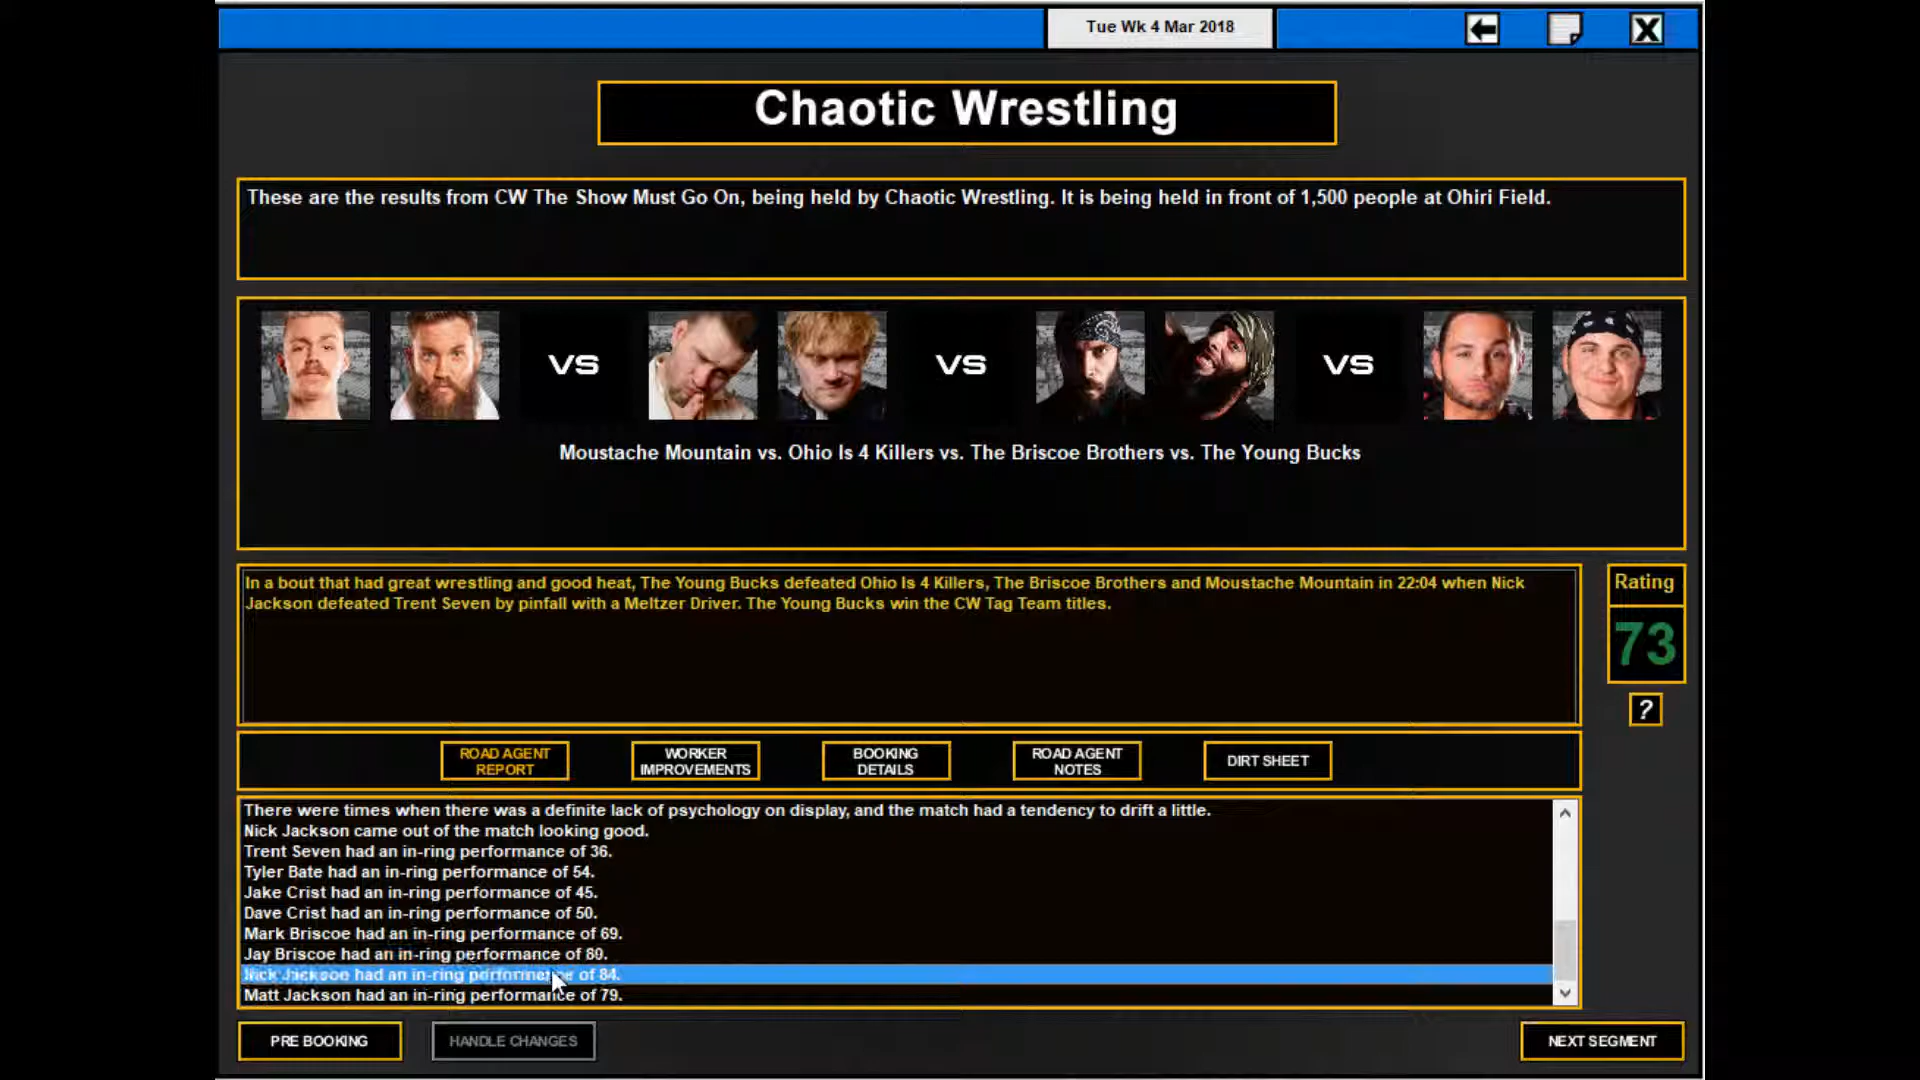 Tue Wk 4 Mar 2018
X
Chaotic Wrestling
These are the results from CW The Show Must Go On, being held by Chaotic Wrestling. It is being held in front of 1,500 people at Ohiri Field.
VS VS VS
Moustache Mountain vs. Ohio Is 4 Killers vs. The Briscoe Brothers vs. The Young Bucks
In a bout that had great wrestling and good heat, The Young Bucks defeated Ohio Is 4 Killers, The Briscoe Brothers and Moustache Mountain in 22:04 when Nick
Jackson defeated Trent Seven by pinfall with a Meltzer Driver. The Young Bucks win the CW Tag Team titles.
Rating
73
?
ROAD AGENT
REPORT
WORKER
IMPROVEMENTS
BOOKING
DETAILS
ROAD AGENT
NOTES
DIRT SHEET
There were times when there was a definite lack of psychology on display, and the match had a tendency to drift a little.
Nick Jackson came out of the match looking good.
Trent Seven had an in-ring performance of 36.
Tyler Bate had an in-ring performance of 54.
Jake Crist had an in-ring performance of 45.
Dave Crist had an in-ring performance of 50.
Mark Briscoe had an in-ring performance of 69.
Jay Briscoe had an in-ring performance of 80.
Nick Jackson had an in-ring performance of 84.
Matt Jackson had an in-ring performance of 79.
PRE BOOKING
HANDLE CHANGES
NEXT SEGMENT